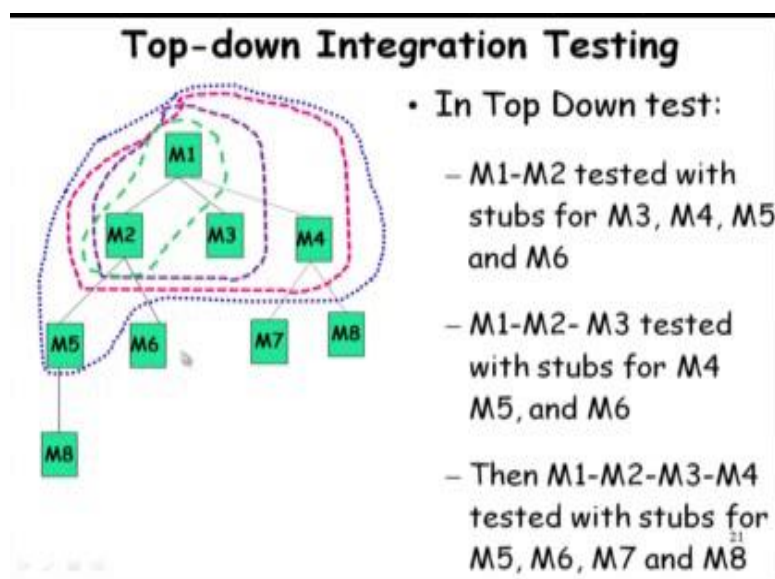 Top-down Integration Testing
• In Top Down test:
– M1-M2 tested with
stubs for M3, M4, M5
and M6
– M1-M2- M3 tested
with stubs for M4
M5, and M6
– Then M1-M2-M3-M4
tested with stubs for
21
M5, M6, M7 and M8
M1
M2 M3 M4
M5 M6 M7 M8
M8